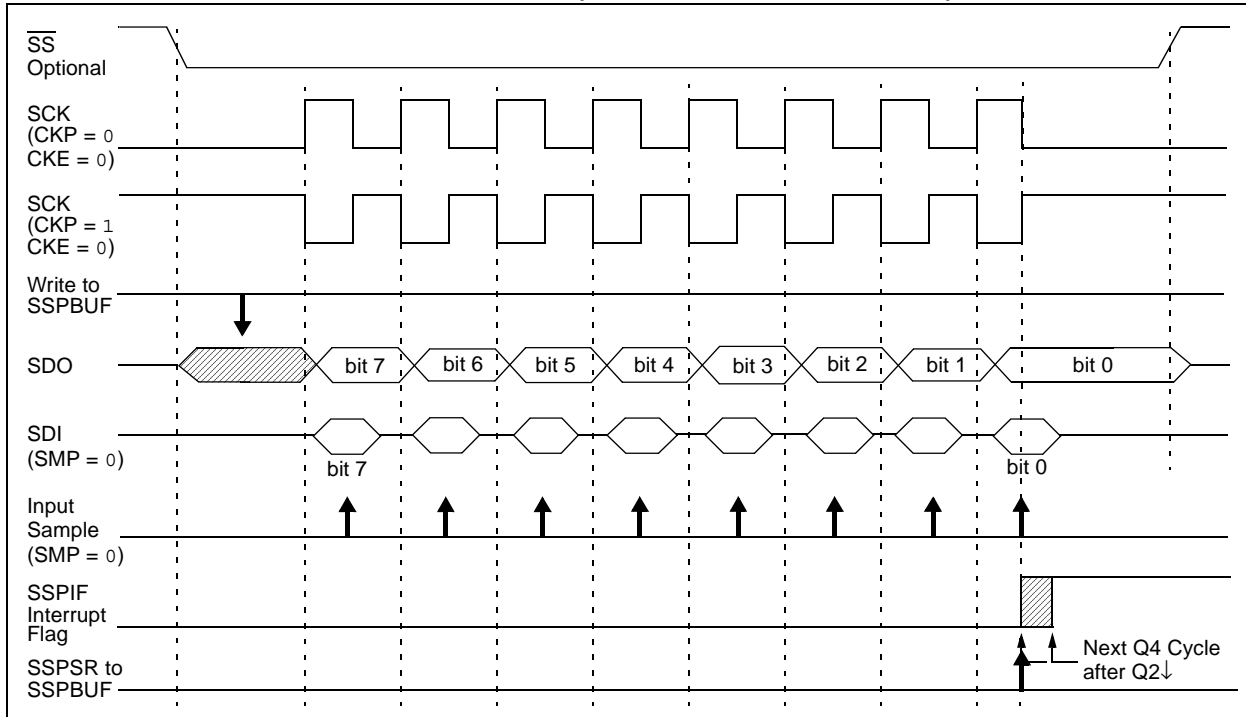 SS
Optional
SCK
(CKP = 0
CKE = 0)
SCK
(CKP = 1
CKE = 0)
Write to
SSPBUF
SDO
bit 7
bit 6
bit 5
bit 4
bit 3
bit 2
bit 1
bit 0
SDI
(SMP = 0)
bit 7
bit 0
Input
Sample
(SMP = 0)
SSPIF
Interrupt
Flag
Next Q4 Cycle
after Q2↓
SSPSR to
SSPBUF